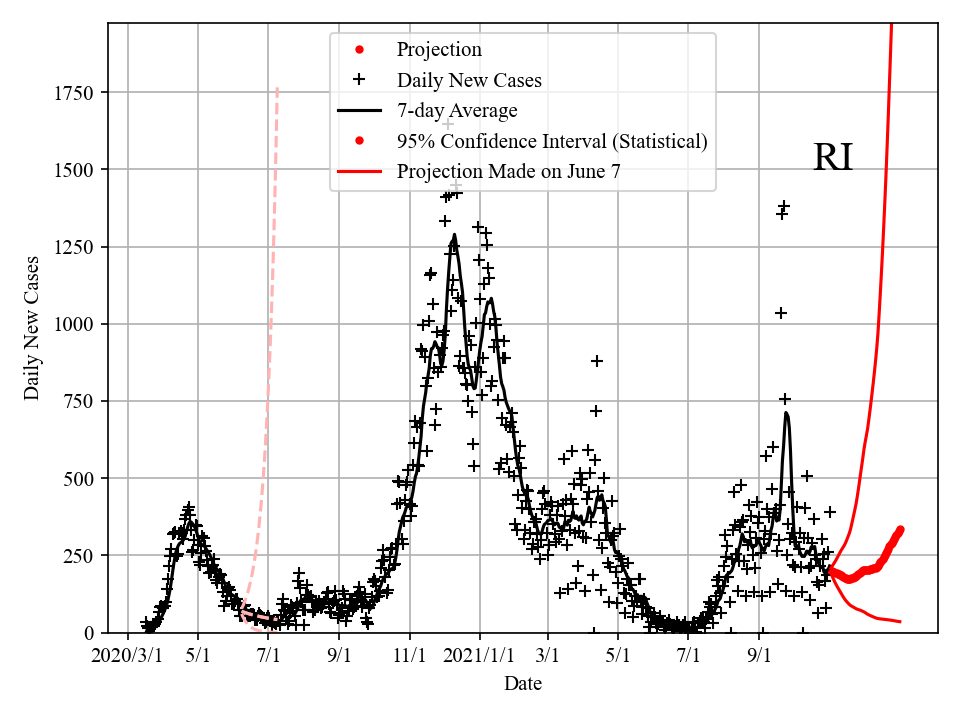 Projection
Daily New Cases
7-day Average
95% Confidence Interval (Statistical)
Projection Made on June 7
RI
Daily New Cases
1750
1500
1250
1000
750
500
250
0
2020/3/1 5/1 7/1 9/1 11/1 2021/1/1 3/1 5/1 7/1 9/1
Date